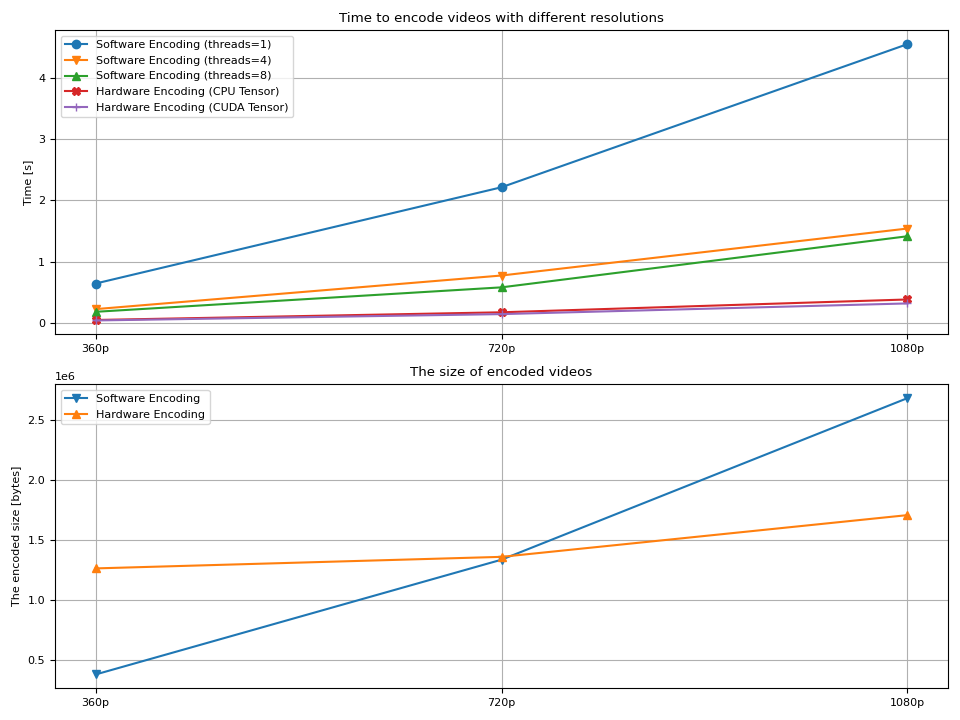 Time to encode videos with different resolutions
Software Encoding (threads=1)
Software Encoding (threads=4)
Software Encoding (threads=8)
Hardware Encoding (CPU Tensor)
Hardware Encoding (CUDA Tensor)
Time [s]
4
3
2
1
0
360p 720p 1080p
The size of encoded videos
1e6
Software Encoding
Hardware Encoding
The encoded size [bytes]
2.5
2.0
1.5
1.0
0.5
360p 720p 1080p